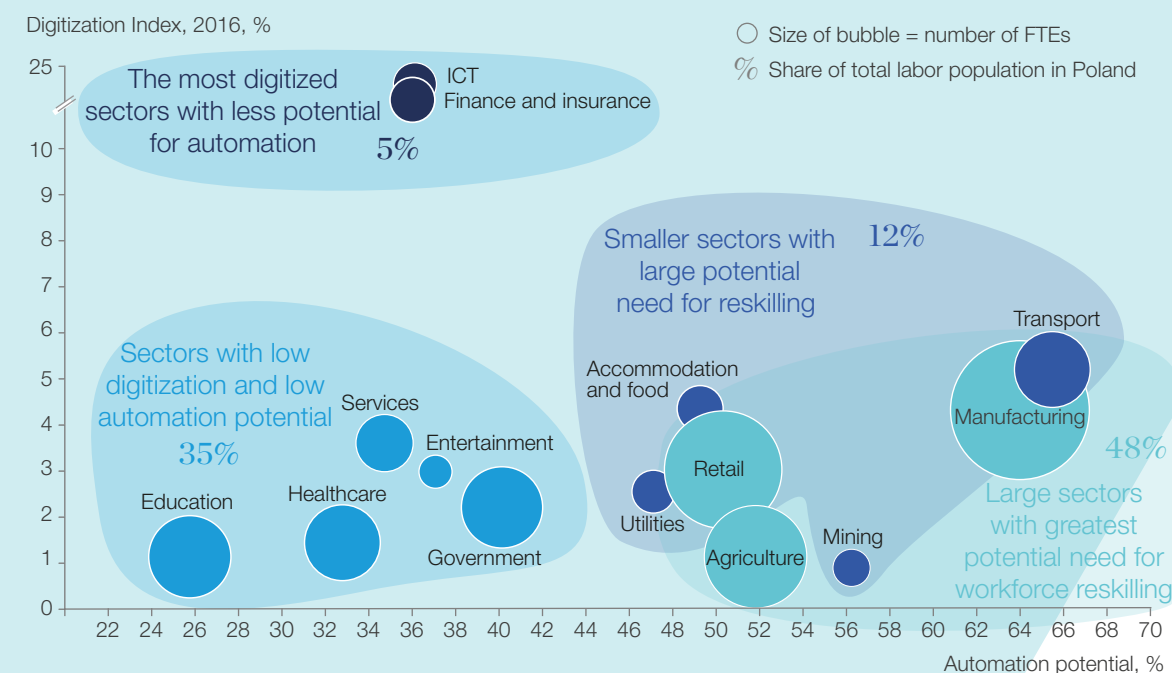 Digitization Index, 2016, %
Size of bubble = number of FTEs
% Share of total labor population in Poland
25
10
9
8
7
6
5
4
3
2
1
0
The most digitized
sectors with less potential
for automation
5%
ICT
Finance and insurance
Smaller sectors with
large potential
need for reskilling
12%
Transport
Accommodation
and food
Manufacturing
Retail
Utilities
Agriculture
Mining
48%
Large sectors
with greatest
potential need for
workforce reskilling
Sectors with low
digitization and low
automation potential
35%
Services
Entertainment
Education
Healthcare
Government
22 24 26 28 30 32 34 36 38 40 42 44 46 48 50 52 54 56 58 60 62 64 66 68 70
Automation potential, %